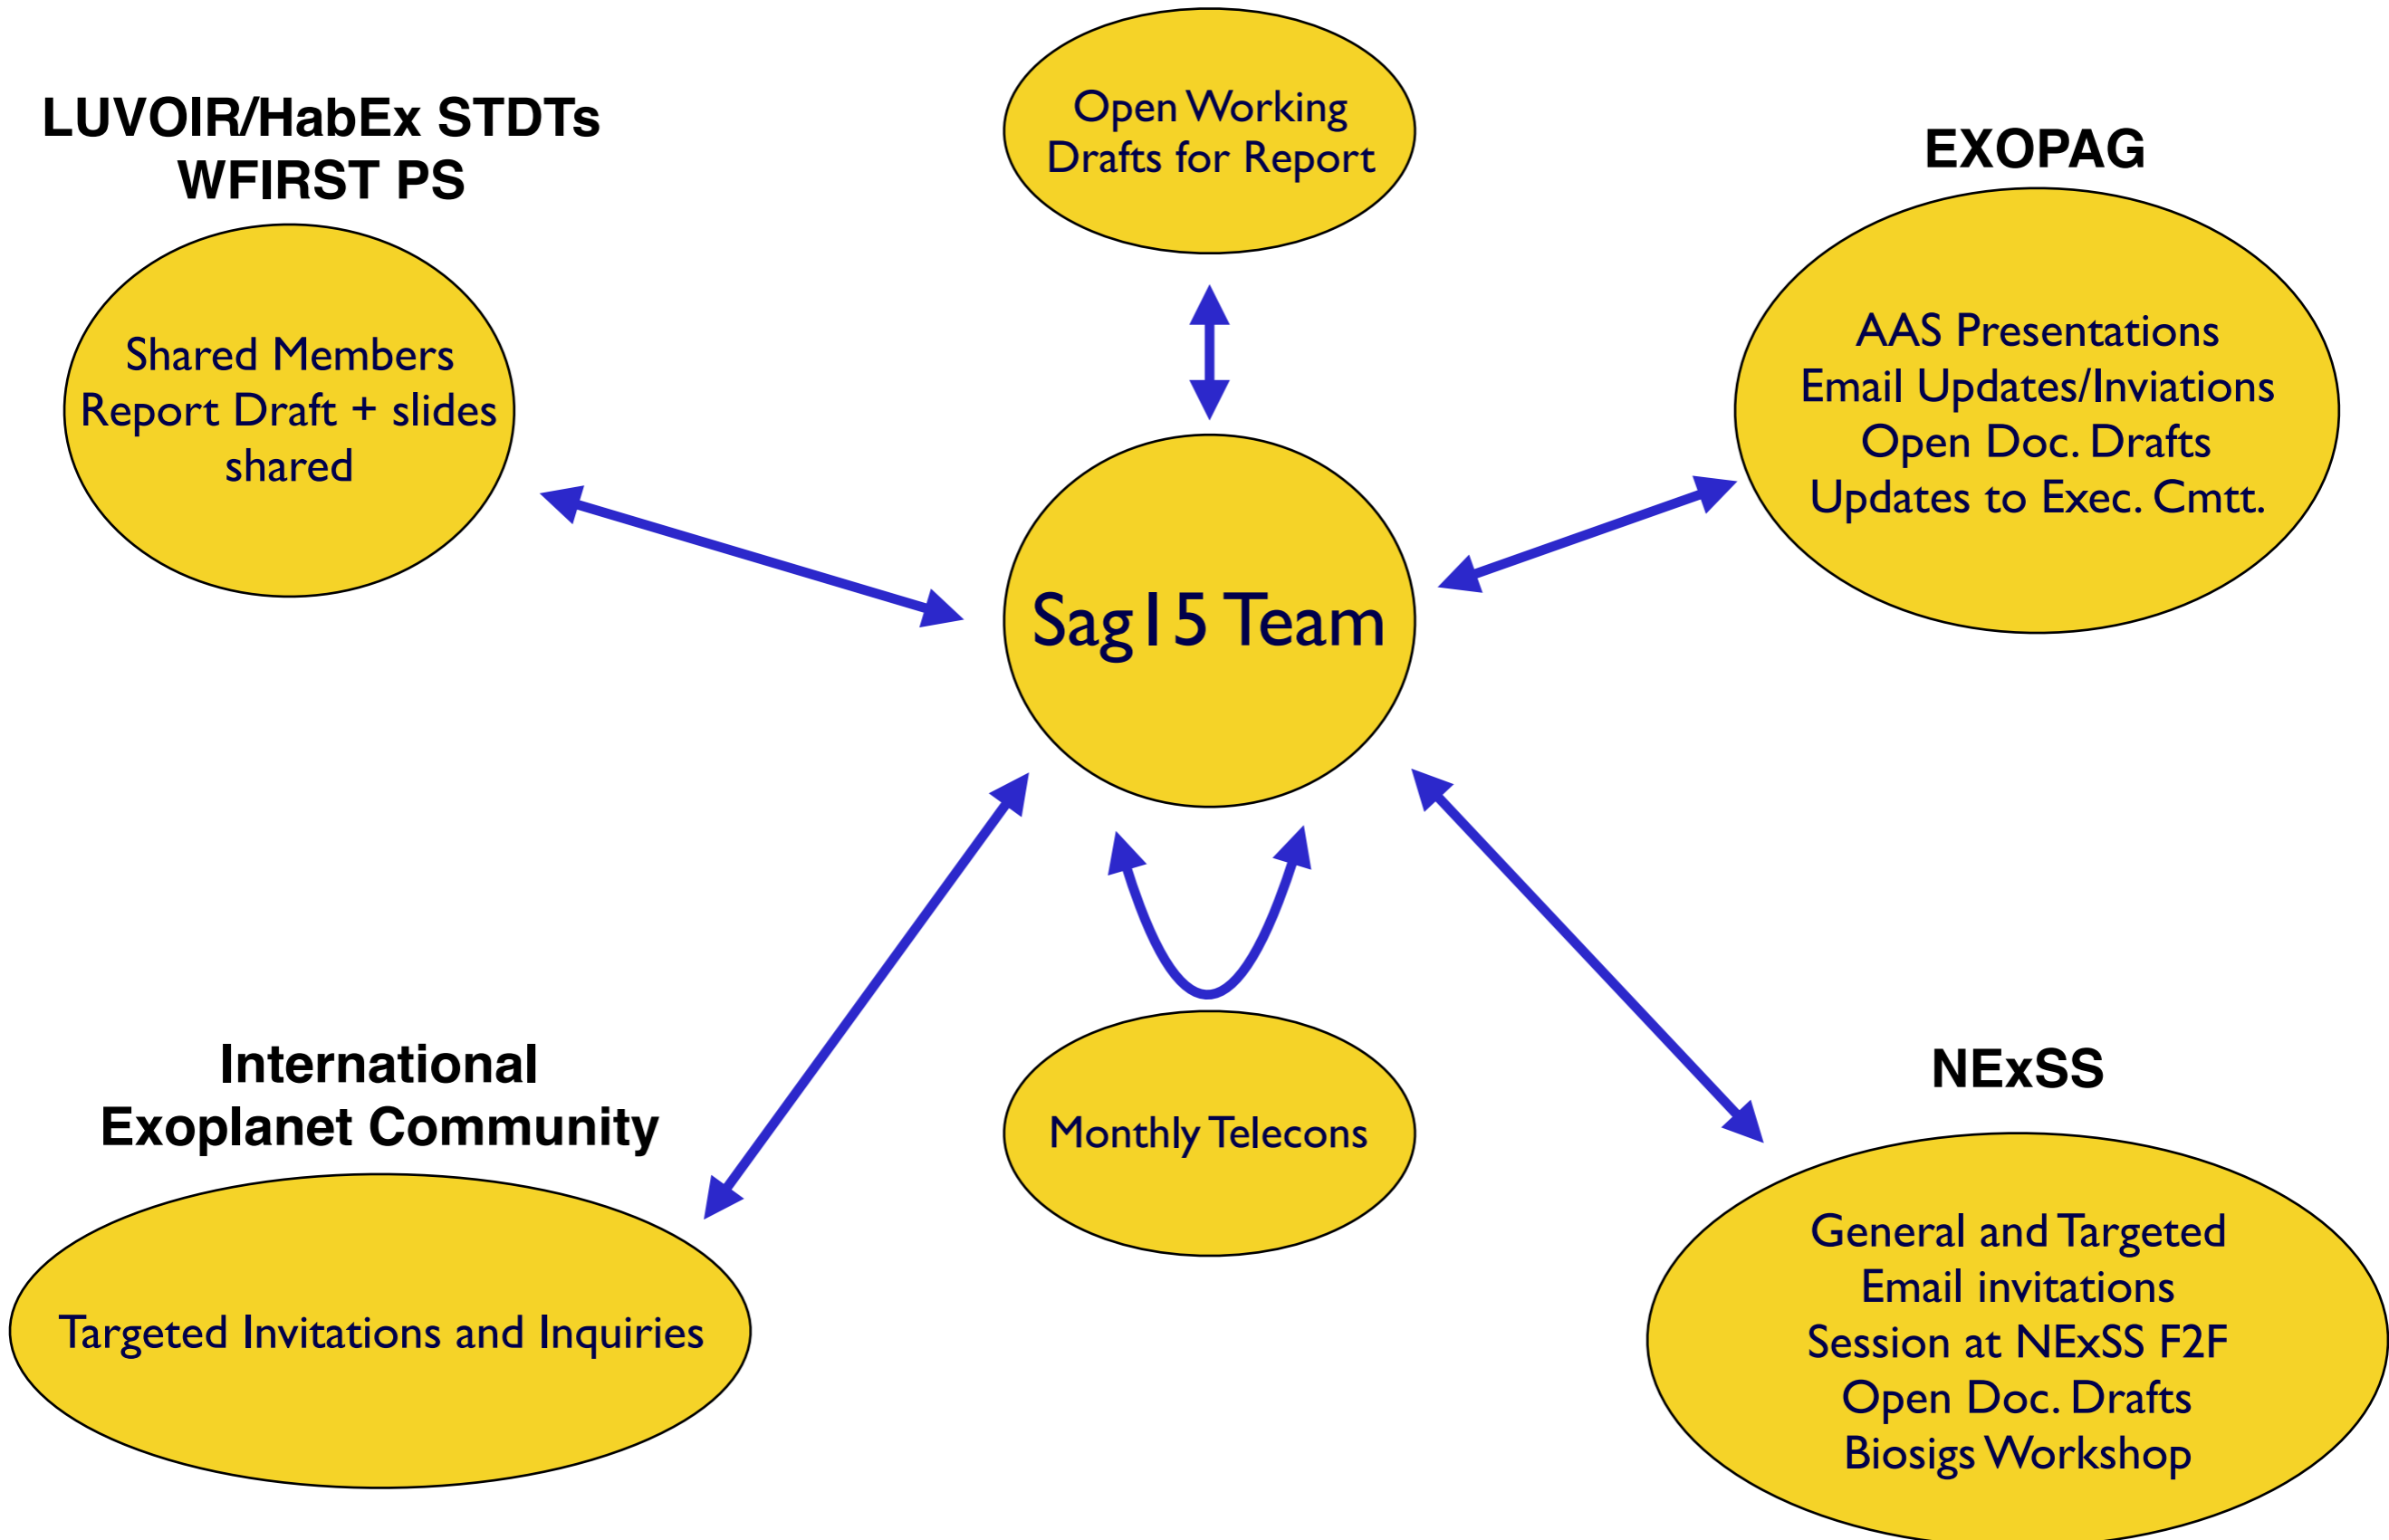 LUVOIR/HabEx STDTs
WFIRST PS
Shared Members
Report Draft + slides
shared
Open Working
Drafts for Report
EXOPAG
AAS Presentations
Email Updates/Inviations
Open Doc. Drafts
Updates to Exec. Cmtt.
Sag15 Team
International
Exoplanet Community
Targeted Invitations and Inquiries
Monthly Telecons
NExSS
General and Targeted
Email invitations
Session at NExSS F2F
Open Doc. Drafts
Biosigs Workshop